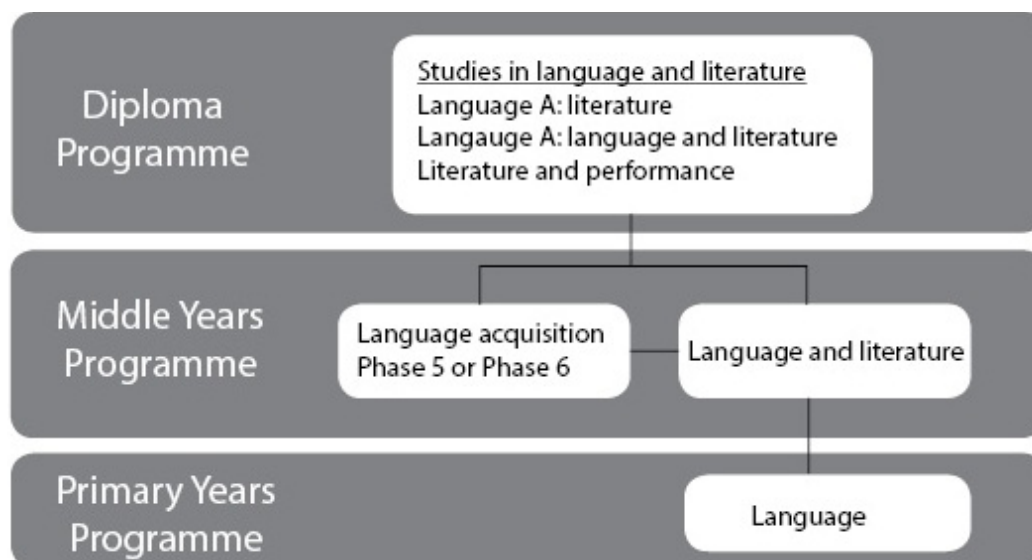 Diploma
Programme
Studies in language and literature
Language A: literature
Langauge A: language and literature
Literature and performance
Middle Years
Programme
Language acquisition
Phase 5 or Phase 6
Language and literature
Primary Years
Programme
Language